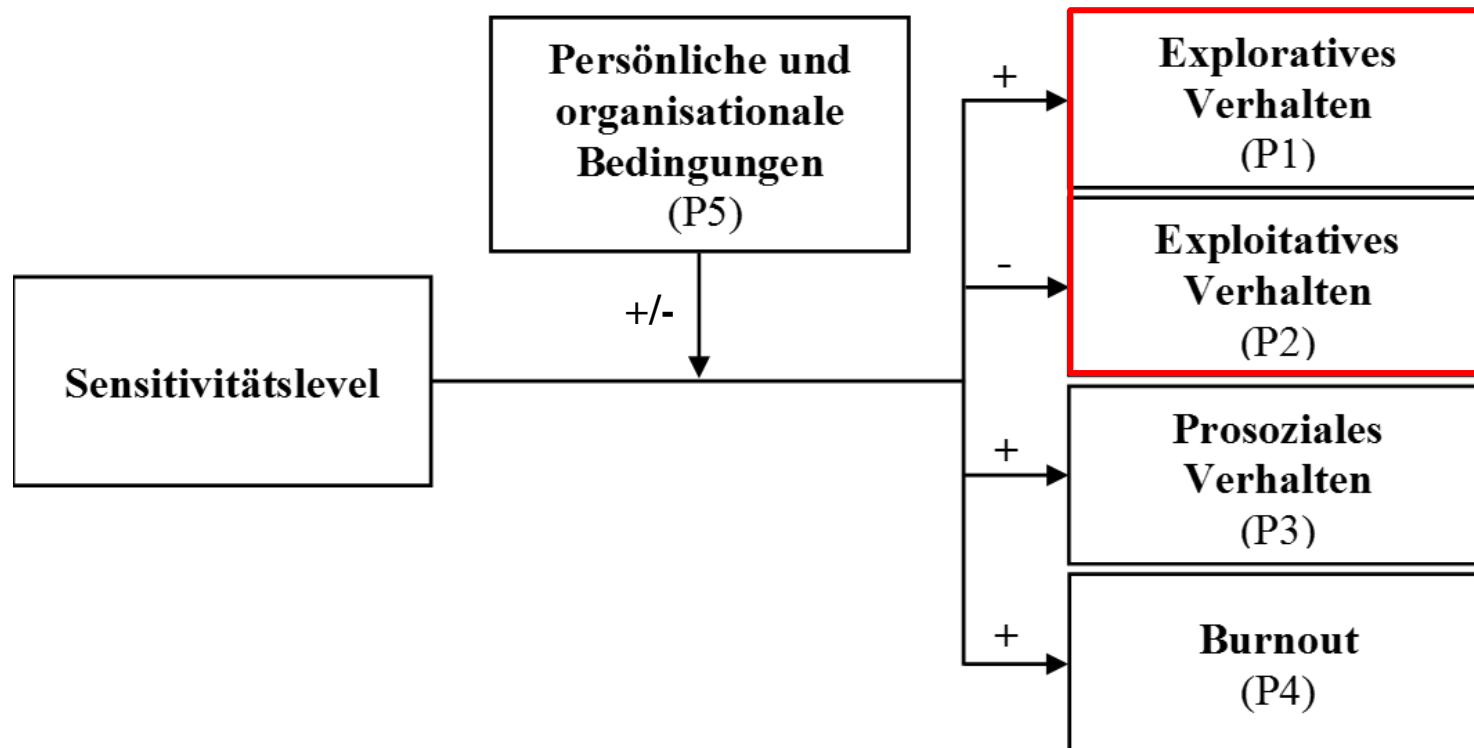 Persönliche und
organisationale
Bedingungen
(P5)
+/-
Sensitivitätslevel
+
Exploratives
Verhalten
(P1)
-
Exploitatives
Verhalten
(P2)
+
Prosoziales
Verhalten
(P3)
+
Burnout
(P4)